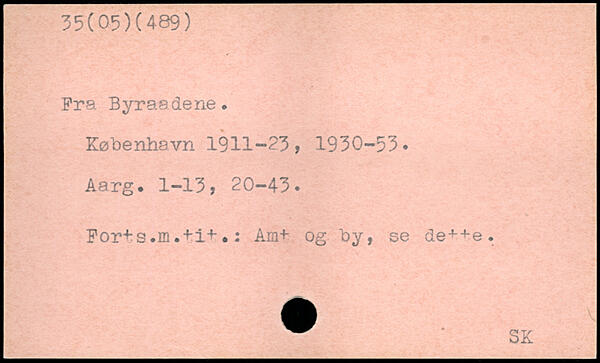 35(05)(489)
Fra Byraadene.
København 1911-23, 1930-53.
Aarg. 1-13, 20-43.
Forts.m.tit.: Amt og by, se dette.
SK